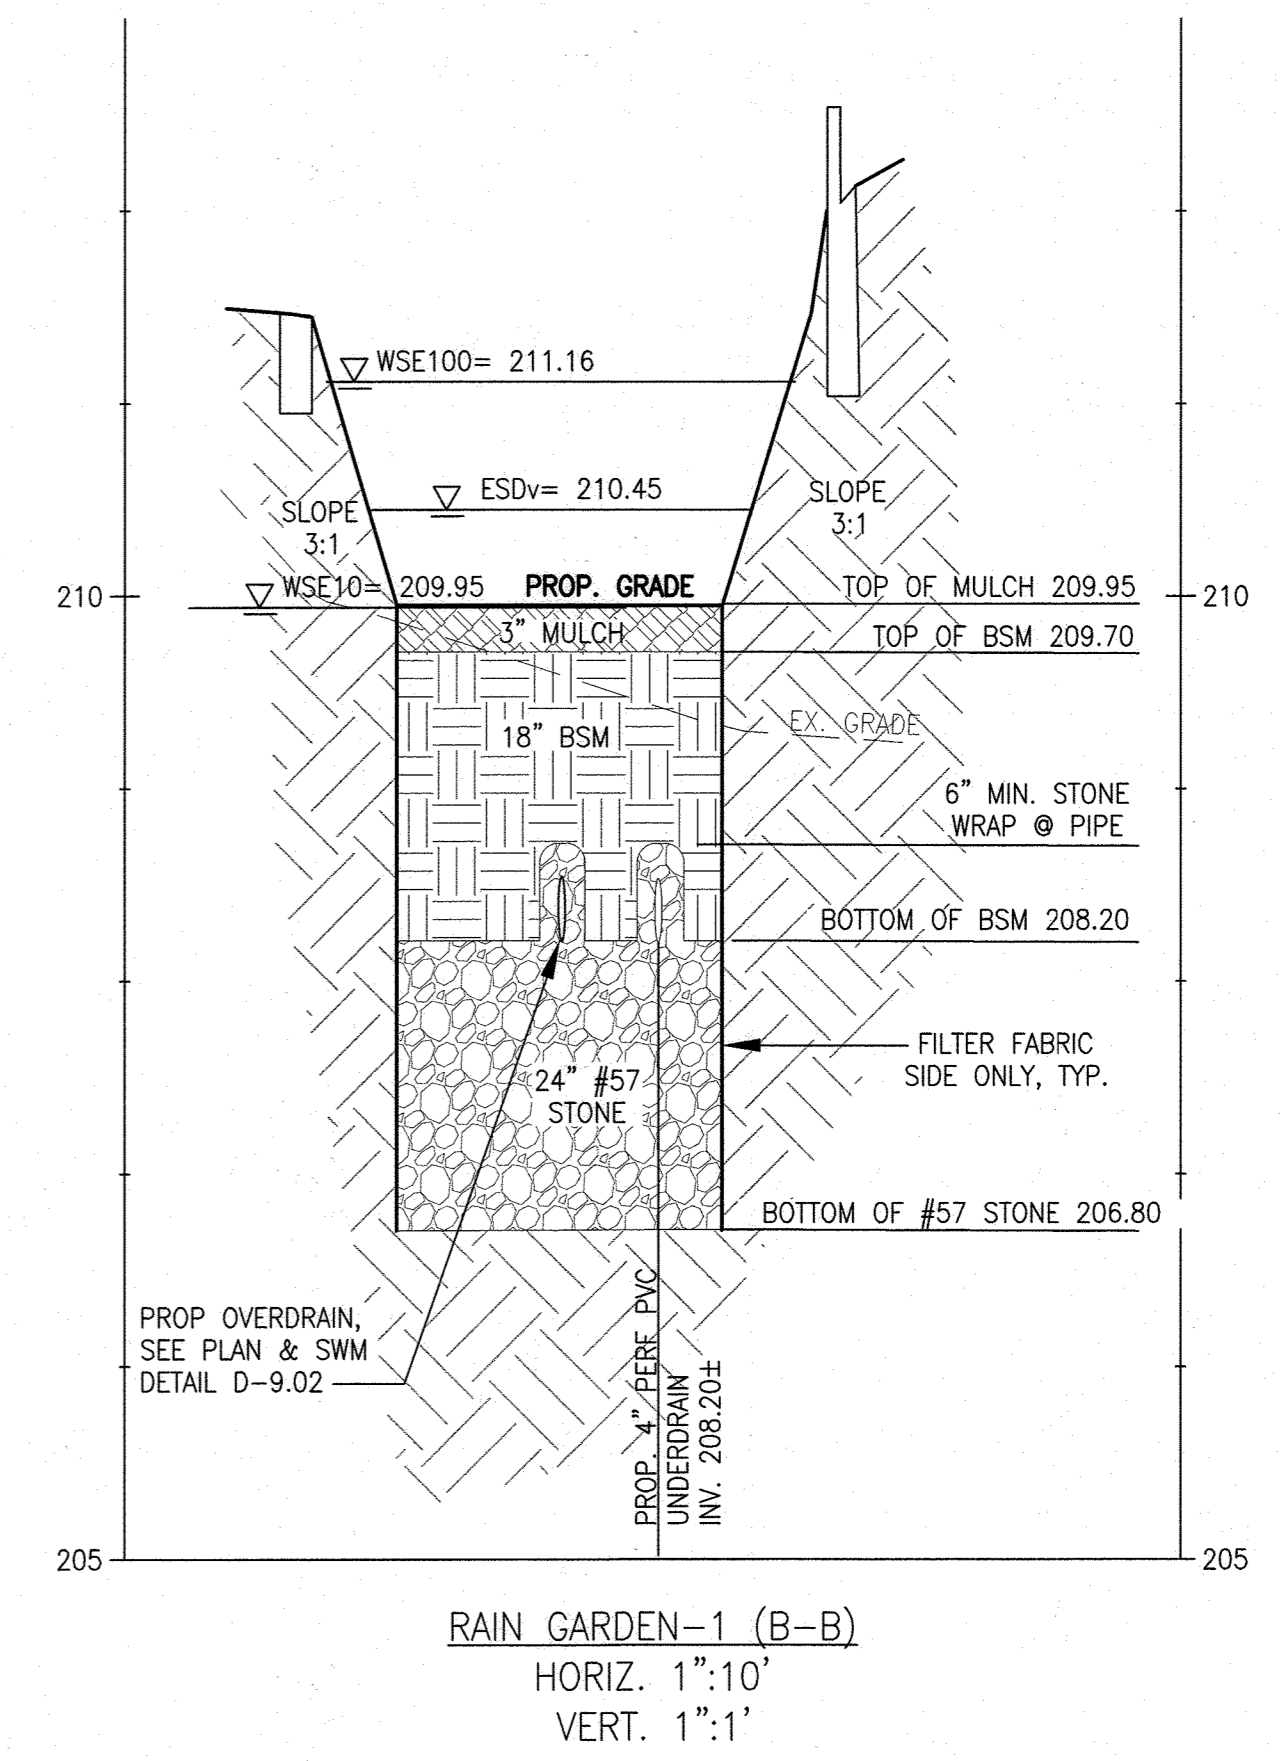 WSE100= 211.16
ESDv= 210.45
SLOPE
3:1
SLOPE
3:1
WSE10= 209.95
PROP. GRADE
TOP OF MULCH 209.95
210
210
3" MULCH
TOP OF BSM 209.70
18" BSM
EX. GRADE
6" MIN. STONE
WRAP @ PIPE
BOTTOM OF BSM 208.20
FILTER FABRIC
SIDE ONLY, TYP.
24" #57
STONE
BOTTOM OF #57 STONE 206.80
PROP OVERDRAIN,
SEE PLAN & SWM
DETAIL D-9.02
PROP. 4" PERF PVC
UNDERDRAIN
INV. 208.20±
205
205
RAIN GARDEN-1 (B-B)
HORIZ. 1":10'
VERT. 1":1'